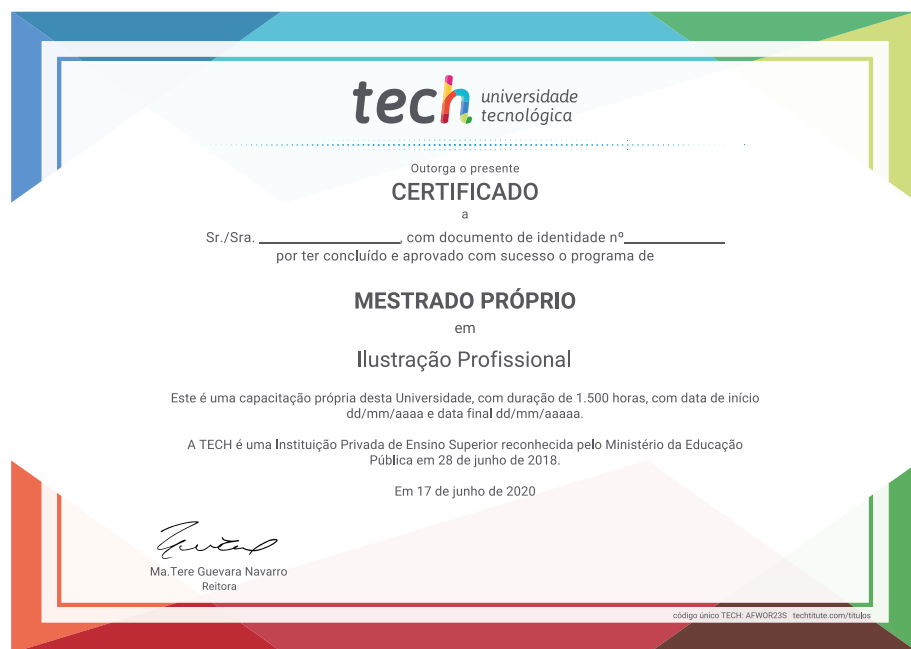 tech universidade
tecnológica
Outorga o presente
CERTIFICADO
a
Sr./Sra. ____________________, com documento de identidade nº______________
por ter concluído e aprovado com sucesso o programa de
MESTRADO PRÓPRIO
em
Ilustração Profissional
Este é uma capacitação própria desta Universidade, com duração de 1.500 horas, com data de início
dd/mm/aaaa e data final dd/mm/aaaaa.
A TECH é uma Instituição Privada de Ensino Superior reconhecida pelo Ministério da Educação
Pública em 28 de junho de 2018.
Em 17 de junho de 2020
Ma.Tere Guevara Navarro
Reitora
código único TECH: AFWOR23S techtitute.com/titulos